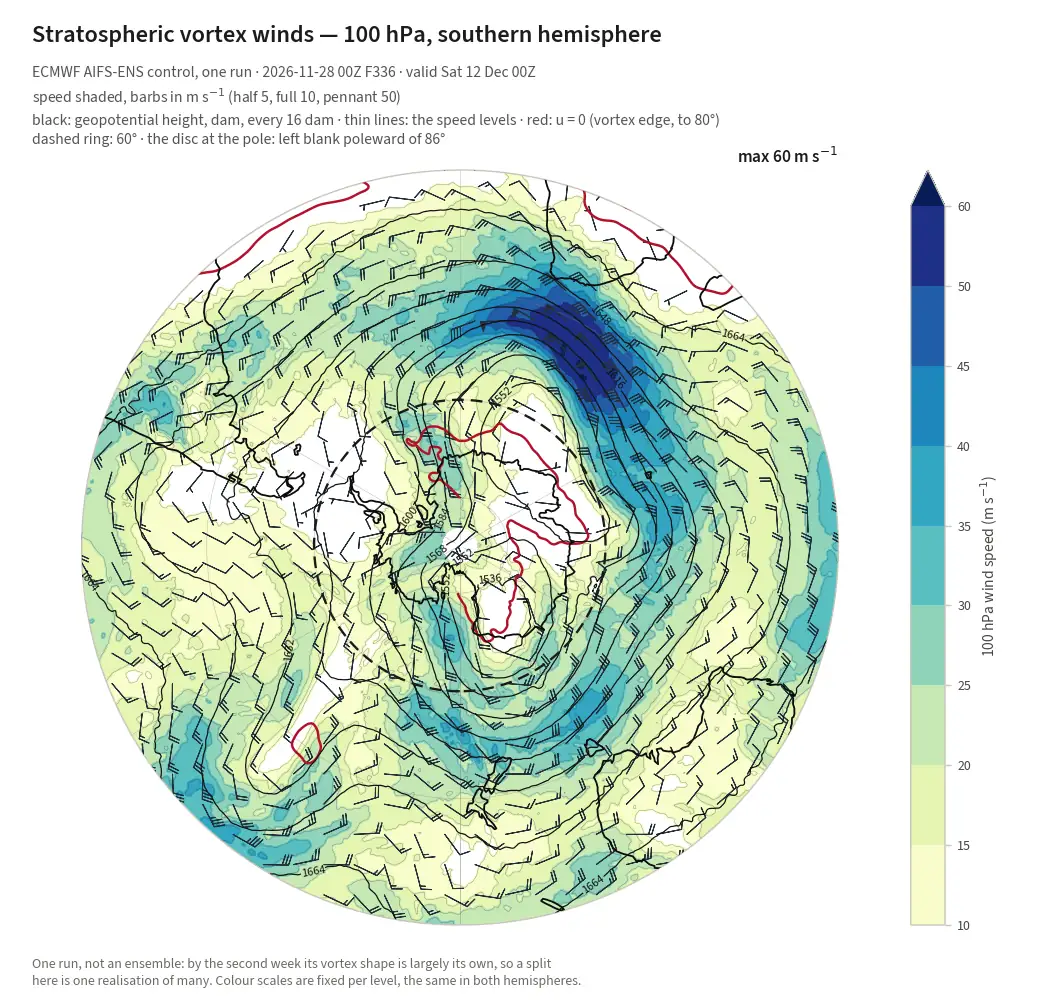 Stratospheric vortex winds — 100 hPa, southern hemisphere
ECMWF AIFS-ENS control, one run · 2026-11-28 00Z F336 · valid Sat 12 Dec 00Z
speed shaded, barbs in m s⁻¹ (half 5, full 10, pennant 50)
black: geopotential height, dam, every 16 dam · thin lines: the speed levels · red: u = 0 (vortex edge, to 80°)
dashed ring: 60° · the disc at the pole: left blank poleward of 86°
max 60 m s⁻¹
60
50
45
40
35
30
25
20
15
10
100 hPa wind speed (m s⁻¹)
1648
1664
1616
1552
1600
1584
1568
1552
1536
1664
1664
1664
One run, not an ensemble: by the second week its vortex shape is largely its own, so a split
here is one realisation of many. Colour scales are fixed per level, the same in both hemispheres.